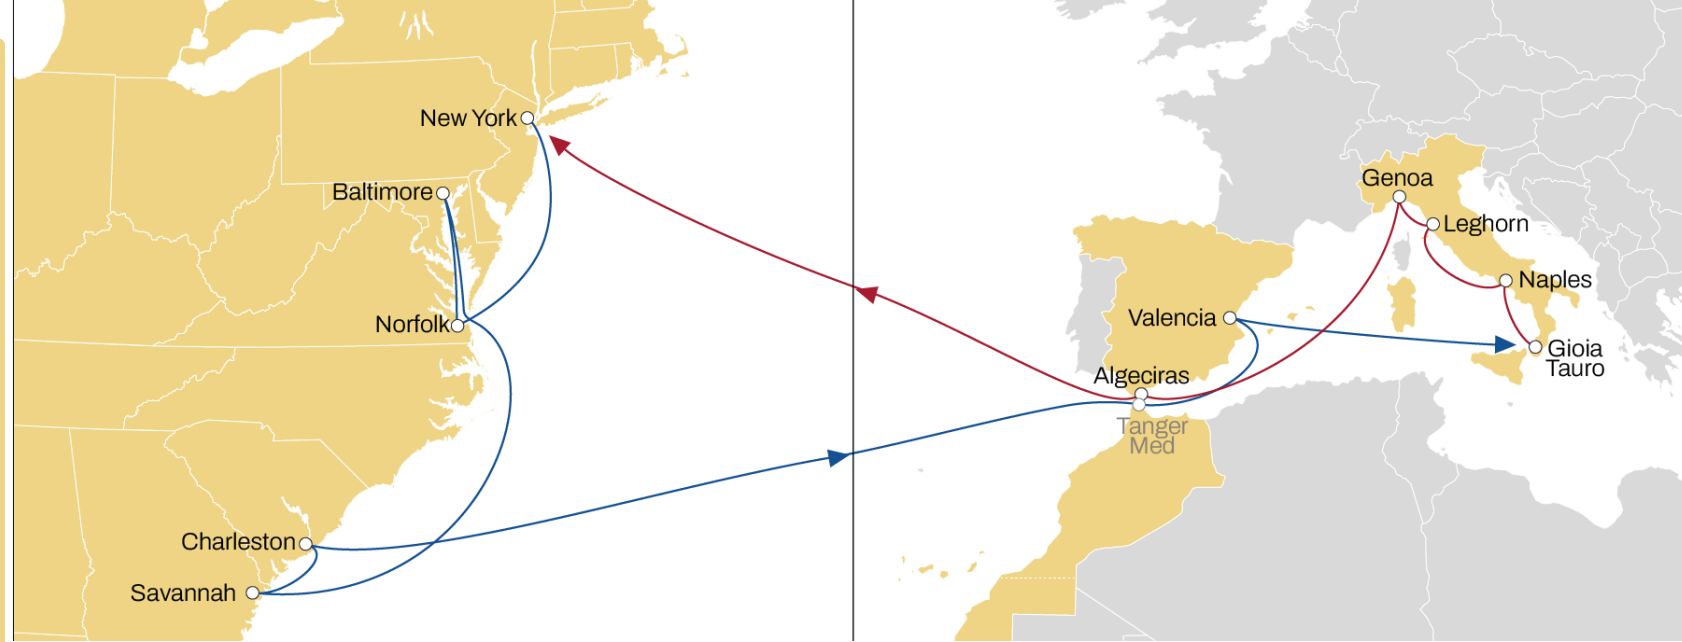 New York
Baltimore
Norfolk
Charleston
Savannah
Genoa
Leghorn
Naples
Valencia
Gioia
Tauro
Algeciras
Tanger
Med